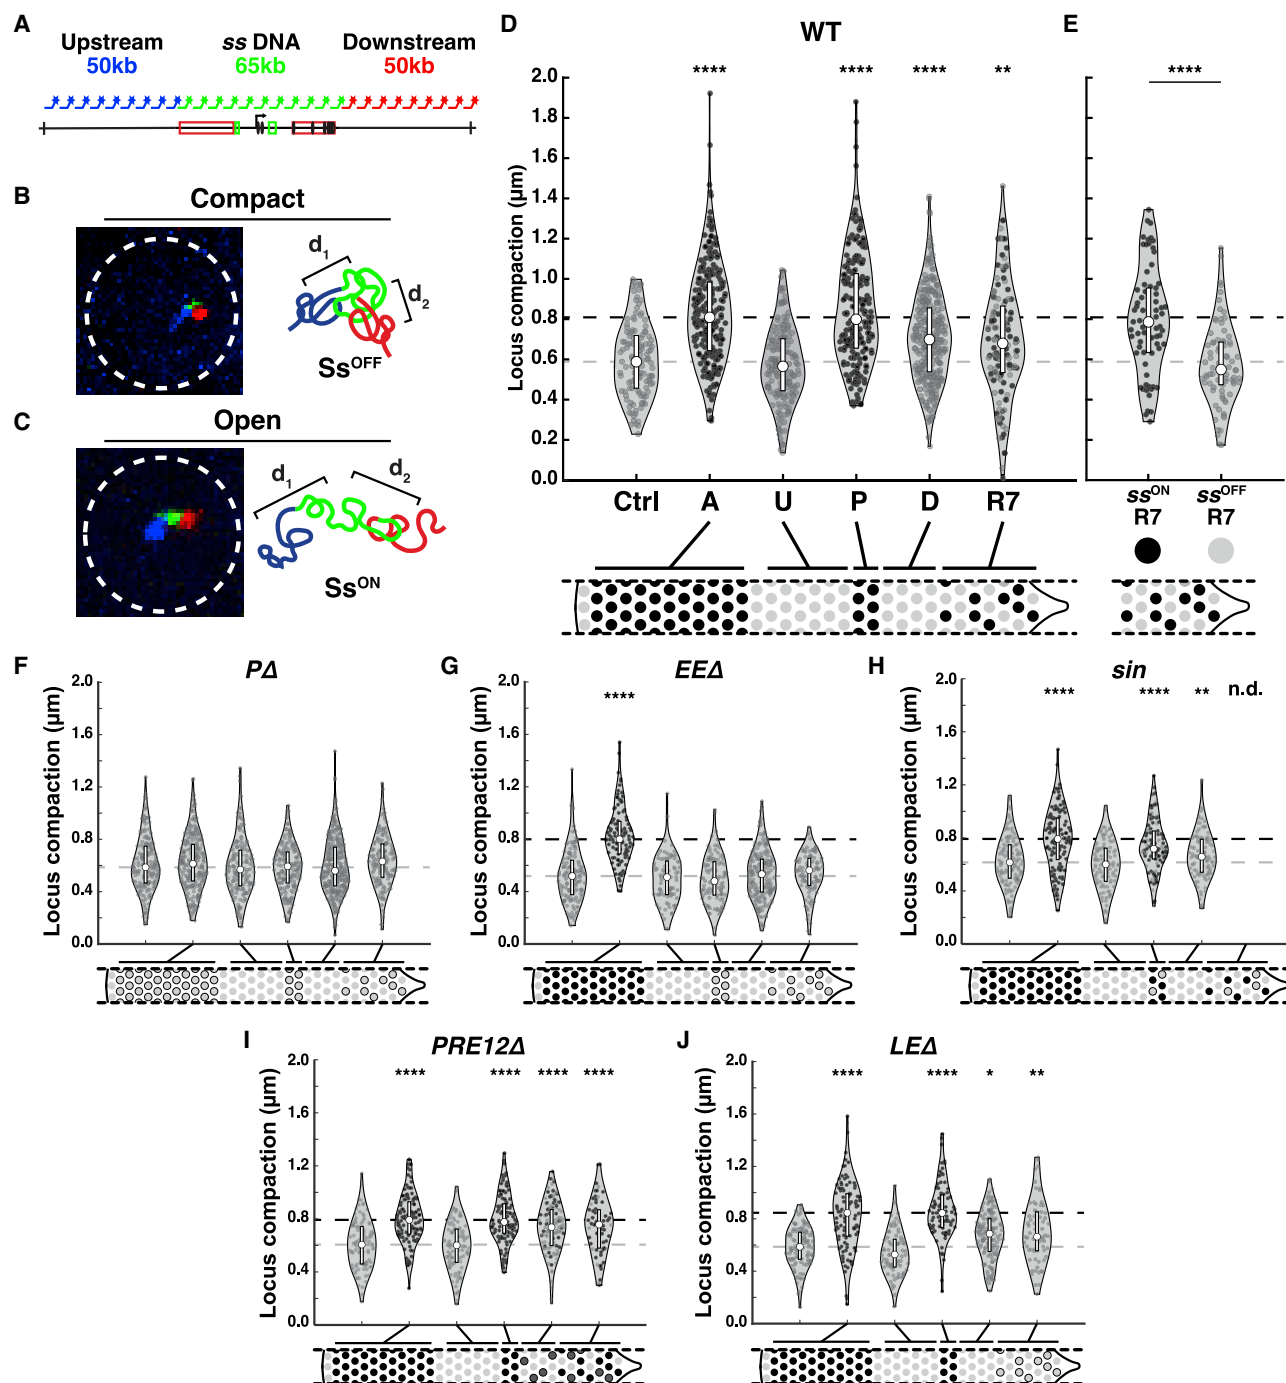 A
Upstream ss DNA Downstream
50kb 65kb 50kb
B
Compact
d1
d2
SsOFF
C
Open
d1
d2
SsON
D
WT
**** **** **** **
Locus compaction (µm)
2.0
1.8
1.6
1.4
1.2
1.0
0.8
0.6
0.4
0.2
0.0
Ctrl A U P D R7
E
****
ssON ssOFF
R7 R7
F
PΔ
Locus compaction (µm)
2.0
1.6
1.2
0.8
0.4
0.0
G
EEΔ
****
Locus compaction (µm)
2.0
1.6
1.2
0.8
0.4
0.0
H
sin
**** **** ** n.d.
Locus compaction (µm)
2.0
1.6
1.2
0.8
0.4
0.0
I
PRE12Δ
**** **** **** ****
Locus compaction (µm)
2.0
1.6
1.2
0.8
0.4
0.0
J
LEΔ
**** **** * **
Locus compaction (µm)
2.0
1.6
1.2
0.8
0.4
0.0